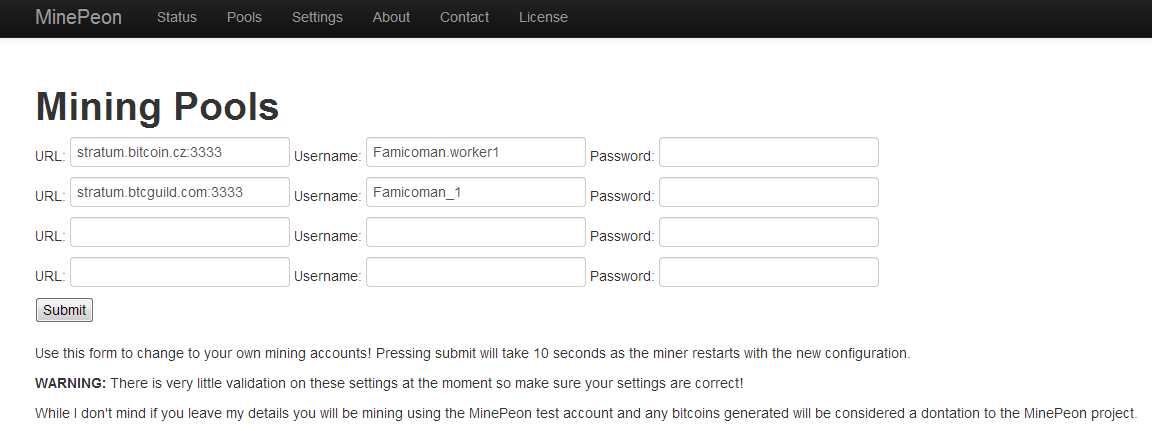 MinePeon Status Pools Settings About Contact License
Mining Pools
URL: stratum.bitcoin.cz:3333 Username: Famicoman.worker1 Password:
URL: stratum.btcguild.com:3333 Username: Famicoman_1 Password:
URL: Username: Password:
URL: Username: Password:
Submit
Use this form to change to your own mining accounts! Pressing submit will take 10 seconds as the miner restarts with the new configuration.
WARNING: There is very little validation on these settings at the moment so make sure your settings are correct!
While I don't mind if you leave my details you will be mining using the MinePeon test account and any bitcoins generated will be considered a dontation to the MinePeon project.